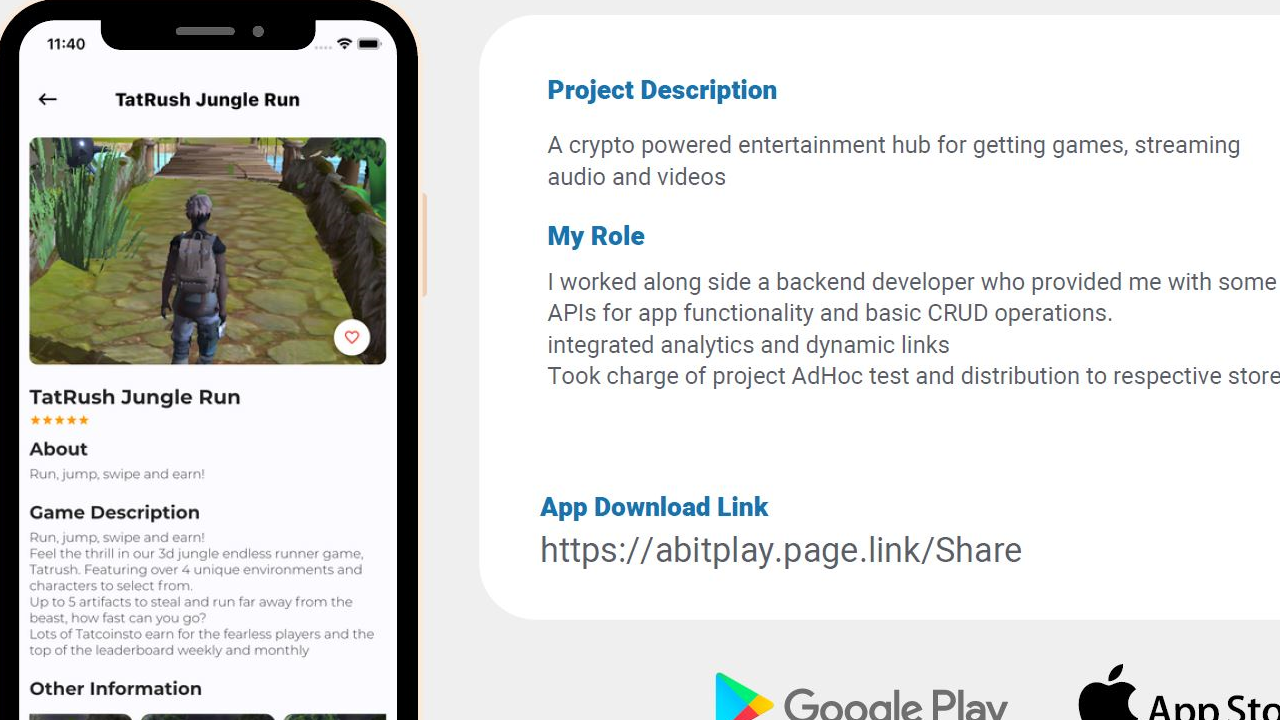 11:40
TatRush Jungle Run
TatRush Jungle Run
About
Run, jump, swipe and earn!
Game Description
Run, jump, swipe and earn!
Feel the thrill in our 3d jungle endless runner game,
Tatrush. Featuring over 4 unique environments and
characters to select from.
Up to 5 artifacts to steal and run far away from the
beast, how fast can you go?
Lots of Tatcoinsto earn for the fearless players and the
top of the leaderboard weekly and monthly
Other Information
Project Description
A crypto powered entertainment hub for getting games, streaming
audio and videos
My Role
I worked along side a backend developer who provided me with some
APIs for app functionality and basic CRUD operations.
integrated analytics and dynamic links
Took charge of project AdHoc test and distribution to respective store
App Download Link
https://abitplay.page.link/Share
Google Play
App Sto